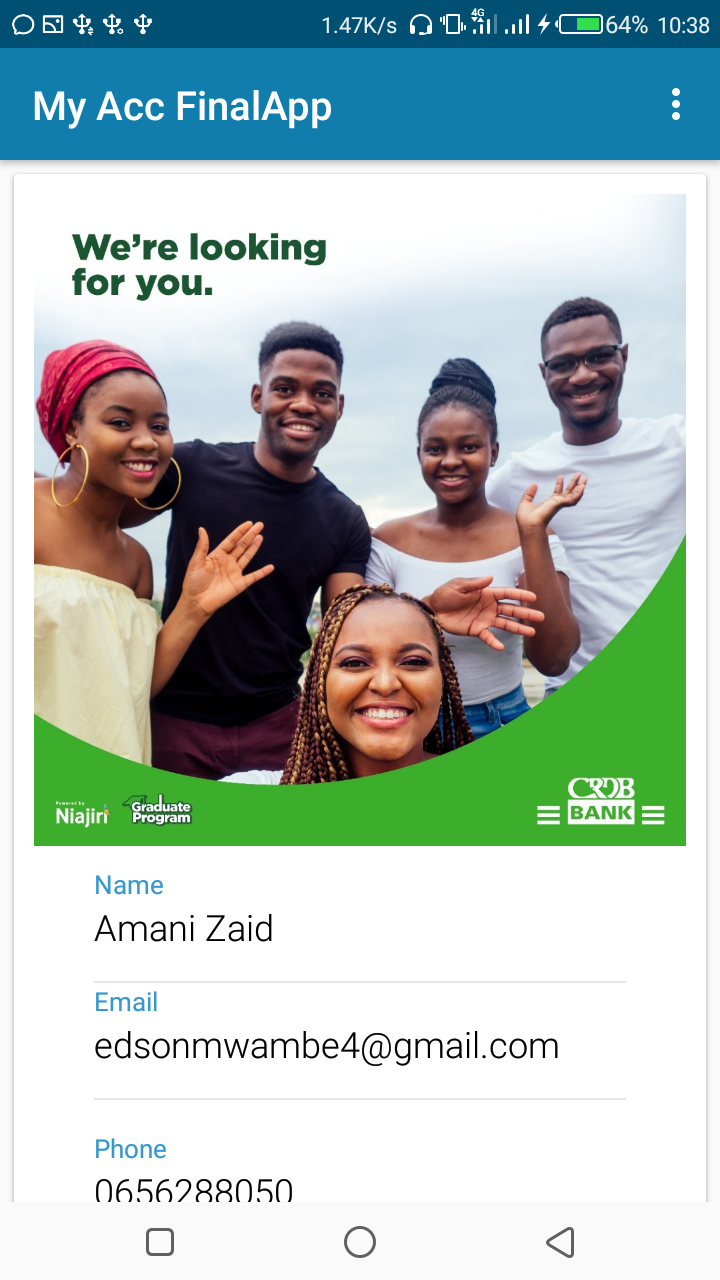 1.47K/s 4G 64% 10:38
My Acc FinalApp
We're looking
for you.
Powered by
Niajiri
Graduate
Program
CRDB
BANK
Name
Amani Zaid
Email
edsonmwambe4@gmail.com
Phone
0656288050